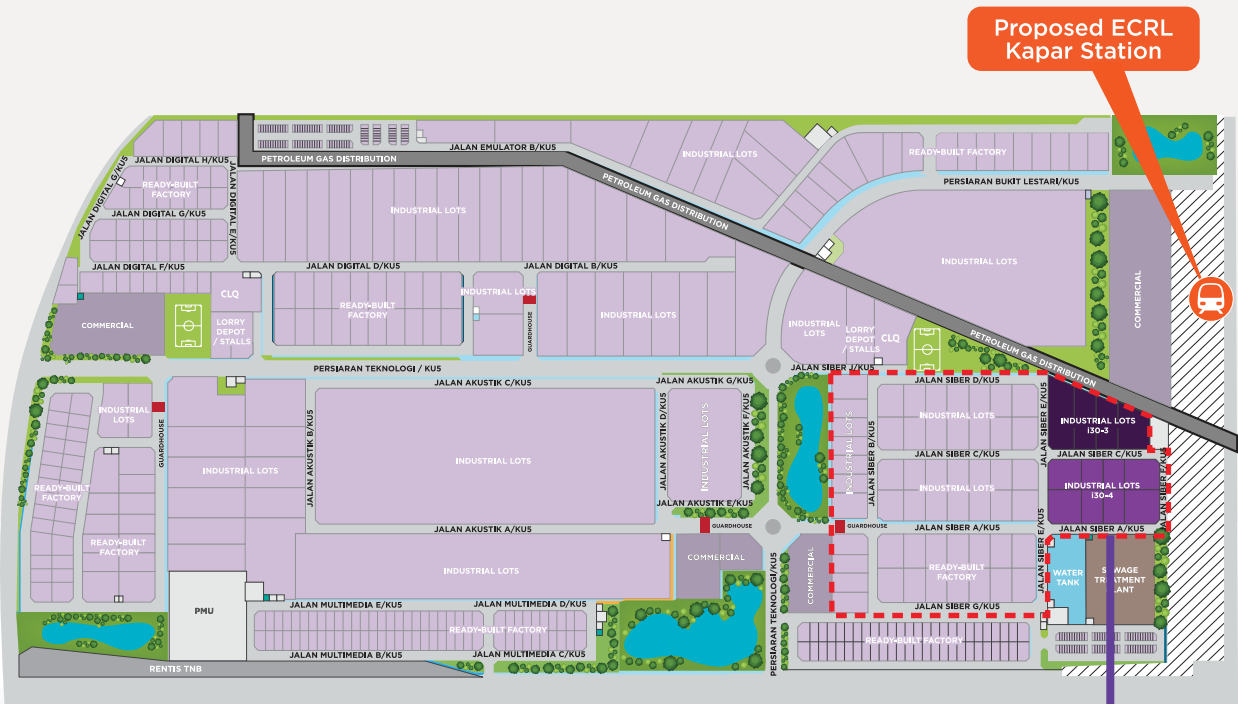 Proposed ECRL
Kapar Station
JALAN DIGITAL H/KU5
JALAN DIGITAL G/KU5
READY-BUILT
FACTORY
JALAN DIGITAL G/KU5
JALAN DIGITAL E/KU5
JALAN DIGITAL F/KU5
PETROLEUM GAS DISTRIBUTION
JALAN EMULATOR B/KU5
INDUSTRIAL LOTS
READY-BUILT FACTORY
PERSIARAN BUKIT LESTARI/KU5
PETROLEUM GAS DISTRIBUTION
INDUSTRIAL LOTS
INDUSTRIAL LOTS
COMMERCIAL
JALAN DIGITAL D/KU5
JALAN DIGITAL B/KU5
CLQ
LORRY
DEPOT
/ STALLS
COMMERCIAL
READY-BUILT
FACTORY
INDUSTRIAL LOTS
GUARDHOUSE
INDUSTRIAL LOTS
INDUSTRIAL
LOTS
LORRY
DEPOT
/ STALLS
CLQ
PETROLEUM GAS DISTRIBUTION
PERSIARAN TEKNOLOGI / KU5
JALAN SIBER J/KU5
JALAN AKUSTIK C/KU5
JALAN AKUSTIK G/KU5
JALAN SIBER D/KU5
INDUSTRIAL
LOTS
GUARDHOUSE
INDUSTRIAL LOTS
JALAN AKUSTIK B/KU5
INDUSTRIAL LOTS
JALAN AKUSTIK D/KU5
INDUSTRIAL LOTS
JALAN AKUSTIK F/KU5
INDUSTRIAL LOTS
JALAN SIBER B/KU5
INDUSTRIAL LOTS
JALAN SIBER E/KU5
INDUSTRIAL LOTS
i30-3
JALAN SIBER C/KU5
JALAN SIBER C/KU5
INDUSTRIAL LOTS
INDUSTRIAL LOTS
i30-4
JALAN SIBER F/KU5
READY-BUILT
FACTORY
READY-BUILT
FACTORY
JALAN AKUSTIK E/KU5
JALAN AKUSTIK A/KU5
GUARDHOUSE
GUARDHOUSE
JALAN SIBER A/KU5
JALAN SIBER A/KU5
JALAN SIBER E/KU5
INDUSTRIAL LOTS
COMMERCIAL
PERSIARAN TEKNOLOGI/KU5
COMMERCIAL
READY-BUILT
FACTORY
WATER
TANK
SEWAGE
TREATMENT
PLANT
PMU
JALAN MULTIMEDIA E/KU5
JALAN MULTIMEDIA D/KU5
JALAN SIBER G/KU5
READY-BUILT FACTORY
READY-BUILT FACTORY
JALAN MULTIMEDIA B/KU5
JALAN MULTIMEDIA C/KU5
RENTIS TNB